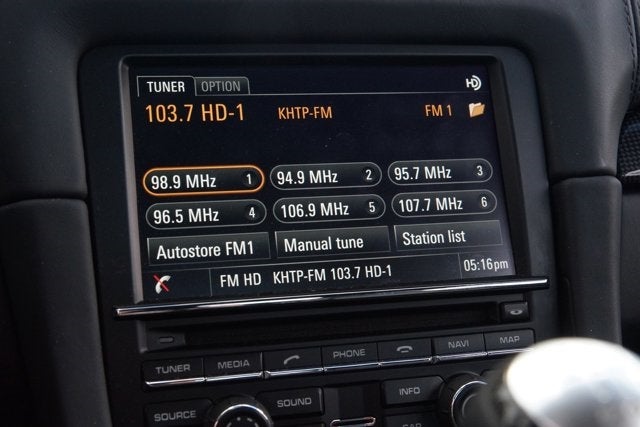 TUNER OPTION HD
103.7 HD-1 KHTP-FM FM 1
98.9 MHz 1 94.9 MHz 2 95.7 MHz 3
96.5 MHz 4 106.9 MHz 5 107.7 MHz 6
Autostore FM1 Manual tune Station list
FM HD KHTP-FM 103.7 HD-1 05:16pm
TUNER MEDIA PHONE NAVI MAP
SOURCE SOUND INFO